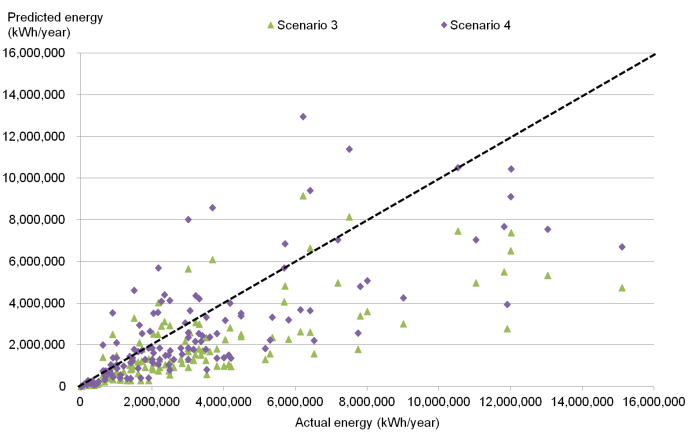 Predicted energy
(kWh/year)
Scenario 3
Scenario 4
16,000,000
14,000,000
12,000,000
10,000,000
8,000,000
6,000,000
4,000,000
2,000,000
0
0 2,000,000 4,000,000 6,000,000 8,000,000 10,000,000 12,000,000 14,000,000 16,000,000
Actual energy (kWh/year)